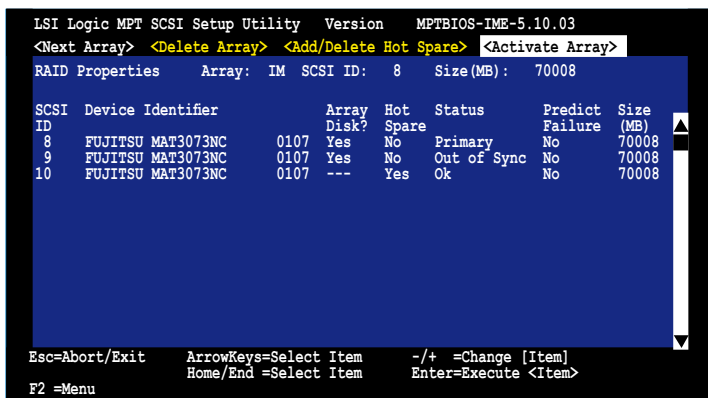 LSI Logic MPT SCSI Setup Utility Version MPTBIOS-IME-5.10.03
<Next Array> <Delete Array> <Add/Delete Hot Spare> <Activate Array>
RAID Properties Array: IM SCSI ID: 8 Size(MB): 70008
SCSI Device Identifier Array Hot Status Predict Size
ID Disk? Spare Failure (MB)
8 FUJITSU MAT3073NC 0107 Yes No Primary No 70008
9 FUJITSU MAT3073NC 0107 Yes No Out of Sync No 70008
10 FUJITSU MAT3073NC 0107 --- Yes Ok No 70008
Esc=Abort/Exit ArrowKeys=Select Item -/+ =Change [Item]
Home/End =Select Item Enter=Execute <Item>
F2 =Menu